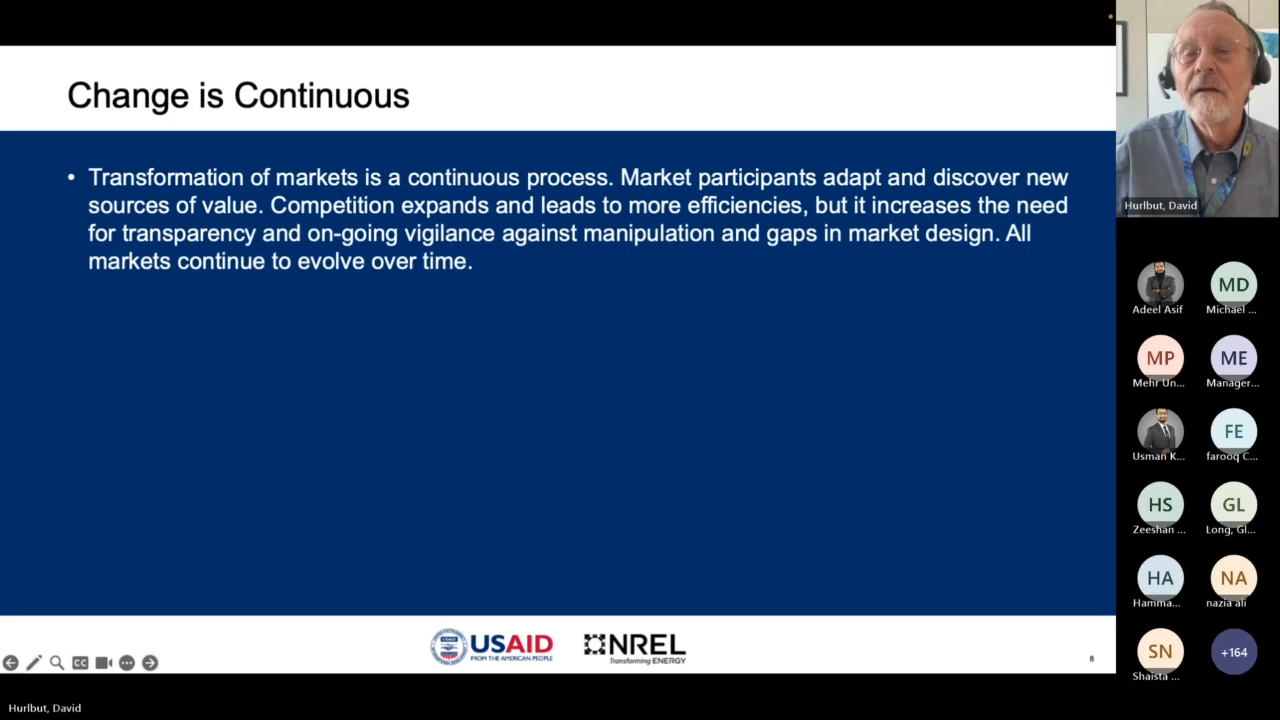 Change is Continuous
• Transformation of markets is a continuous process. Market participants adapt and discover new
sources of value. Competition expands and leads to more efficiencies, but it increases the need
for transparency and on-going vigilance against manipulation and gaps in market design. All
markets continue to evolve over time.
USAID
FROM THE AMERICAN PEOPLE
NREL
Transforming ENERGY
8
CC
Hurlbut, David
Hurlbut, David
Adeel Asif
MD
Michael ...
MP
Mehr Un...
ME
Manager...
Usman K...
FE
farooq C...
HS
Zeeshan ...
GL
Long, Gl...
HA
Hamma...
NA
nazia ali
SN
Shaista ...
+164